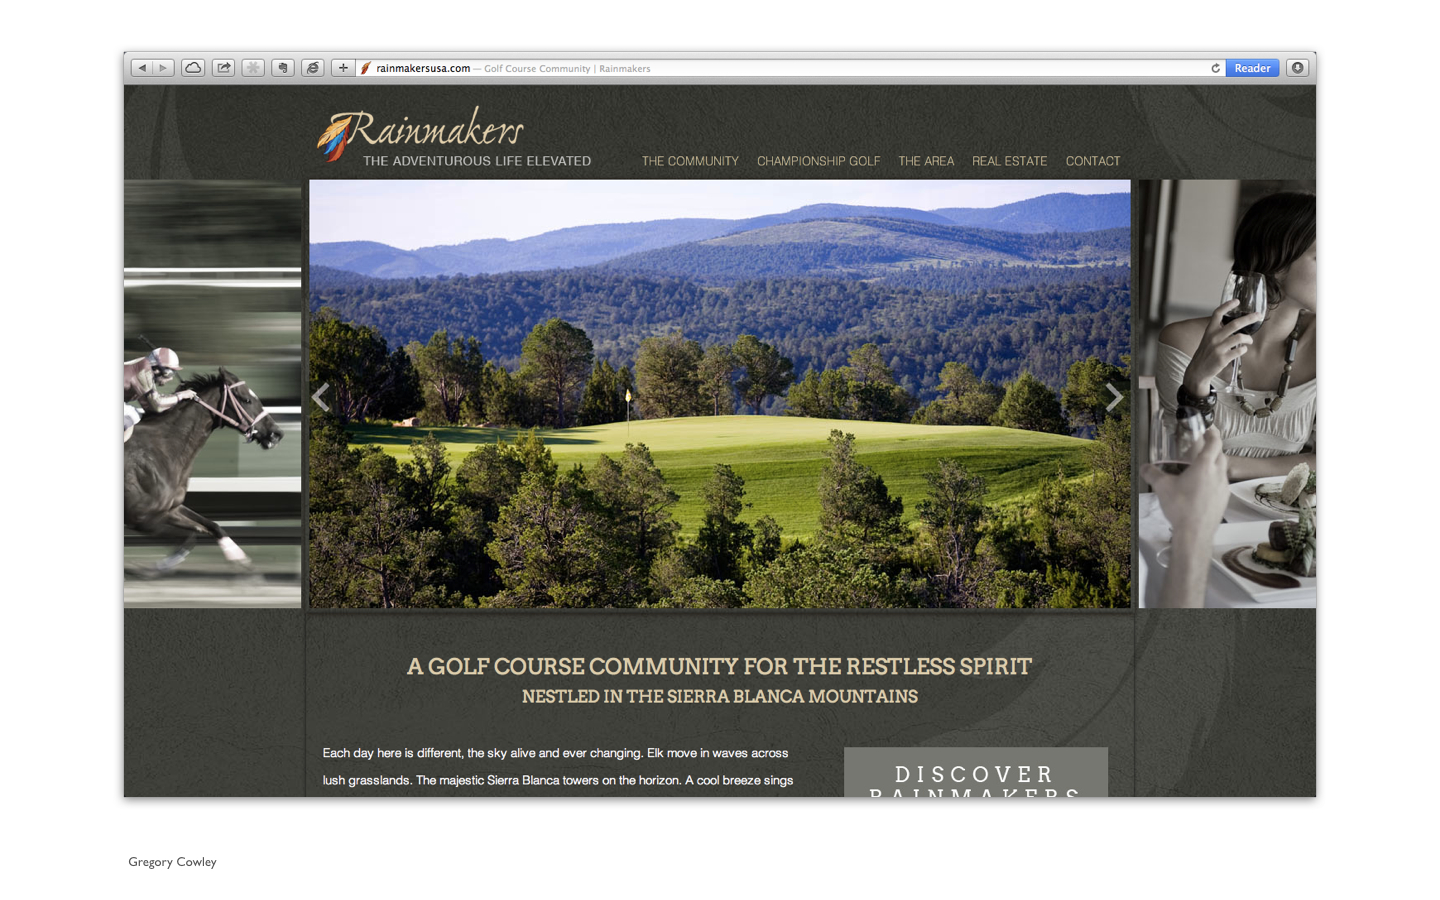 rainmakersusa.com — Golf Course Community | Rainmakers
Reader
Rainmakers
THE ADVENTUROUS LIFE ELEVATED
THE COMMUNITY CHAMPIONSHIP GOLF THE AREA REAL ESTATE CONTACT
A GOLF COURSE COMMUNITY FOR THE RESTLESS SPIRIT
NESTLED IN THE SIERRA BLANCA MOUNTAINS
Each day here is different, the sky alive and ever changing. Elk move in waves across
lush grasslands. The majestic Sierra Blanca towers on the horizon. A cool breeze sings
DISCOVER
RAINMAKERS
Gregory Cowley